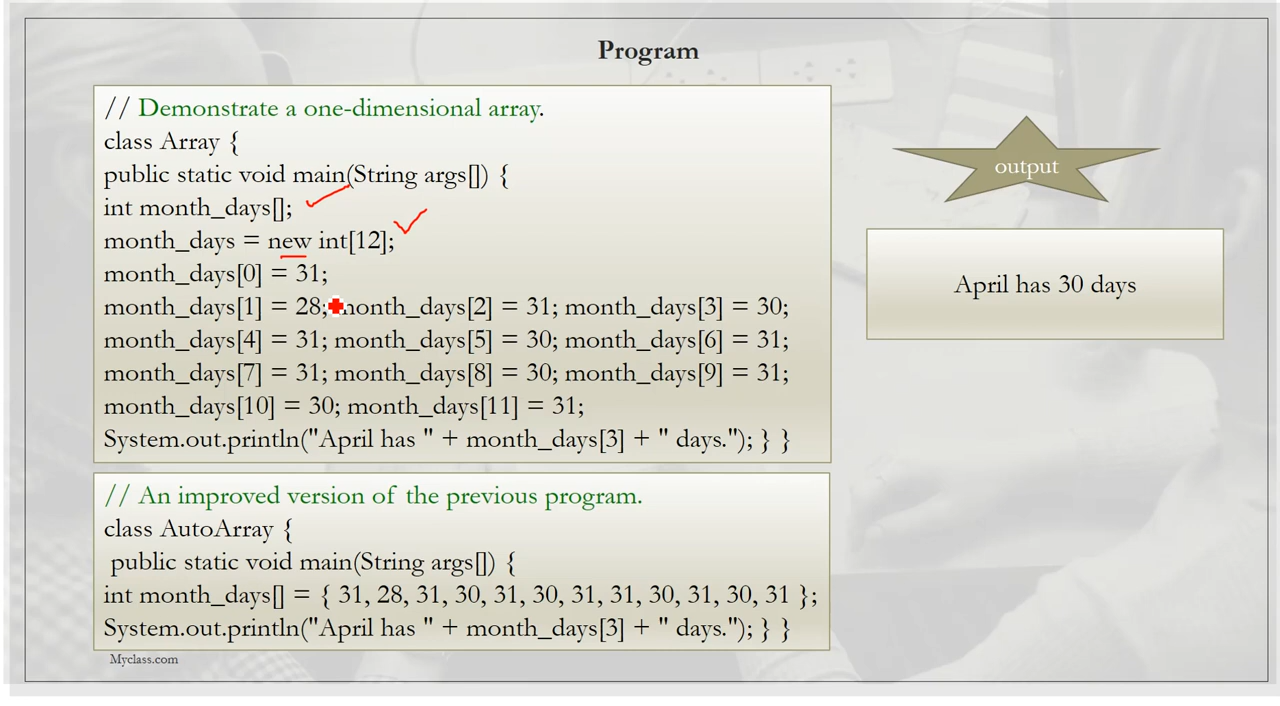 Program
// Demonstrate a one-dimensional array.
class Array {
public static void main(String args[]) {
int month_days[];
month_days = new int[12];
month_days[0] = 31;
month_days[1] = 28; month_days[2] = 31; month_days[3] = 30;
month_days[4] = 31; month_days[5] = 30; month_days[6] = 31;
month_days[7] = 31; month_days[8] = 30; month_days[9] = 31;
month_days[10] = 30; month_days[11] = 31;
System.out.println("April has " + month_days[3] + " days."); } }
// An improved version of the previous program.
class AutoArray {
public static void main(String args[]) {
int month_days[] = { 31, 28, 31, 30, 31, 30, 31, 31, 30, 31, 30, 31 };
System.out.println("April has " + month_days[3] + " days."); } }
Myclass.com
output
April has 30 days